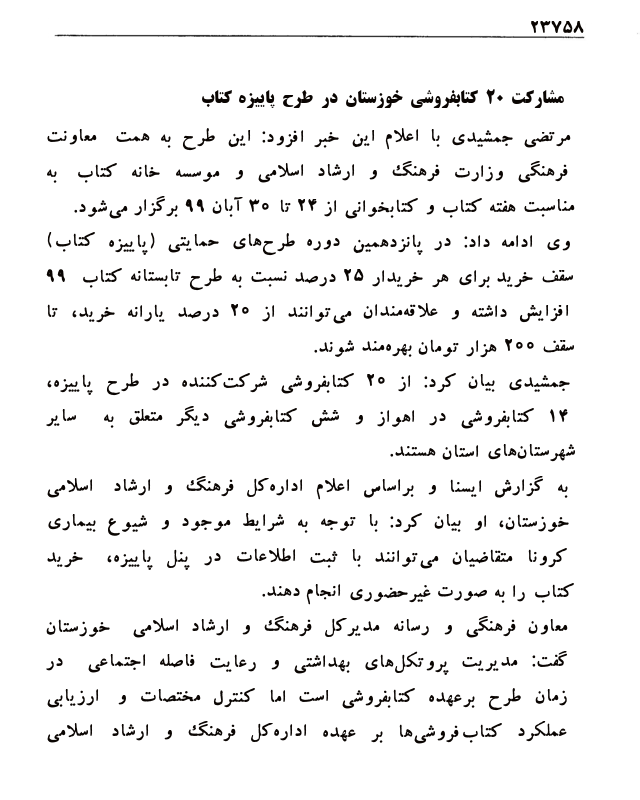 ۲۳۷۵۸
مشارکت ۲۰ کتابفروشی خوزستان در طرح پاییزه کتاب
مرتضی جمشیدی با اعلام این خبر افزود: این طرح به همت معاونت
فرهنگی وزارت فرهنگ و ارشاد اسلامی و موسسه خانه کتاب به
مناسبت هفته کتاب و کتابخوانی از ۲۴ تا ۳۰ آبان ۹۹ برگزار می‌شود.
وی ادامه داد: در پانزدهمین دوره طرح‌های حمایتی (پاییزه کتاب)
سقف خرید برای هر خریدار ۲۵ درصد نسبت به طرح تابستانه کتاب ۹۹
افزایش داشته و علاقه‌مندان می‌توانند از ۲۰ درصد یارانه خرید، تا
سقف ۲۰۰ هزار تومان بهره‌مند شوند.
جمشیدی بیان کرد: از ۲۰ کتابفروشی شرکت‌کننده در طرح پاییزه،
۱۴ کتابفروشی در اهواز و شش کتابفروشی دیگر متعلق به سایر
شهرستان‌های استان هستند.
به گزارش ایسنا و براساس اعلام اداره‌کل فرهنگ و ارشاد اسلامی
خوزستان، او بیان کرد: با توجه به شرایط موجود و شیوع بیماری
کرونا متقاضیان می‌توانند با ثبت اطلاعات در پنل پاییزه، خرید
کتاب را به صورت غیرحضوری انجام دهند.
معاون فرهنگی و رسانه مدیرکل فرهنگ و ارشاد اسلامی خوزستان
گفت: مدیریت پروتکل‌های بهداشتی و رعایت فاصله اجتماعی در
زمان طرح برعهده کتابفروشی است اما کنترل مختصات و ارزیابی
عملکرد کتاب‌فروشی‌ها بر عهده اداره‌کل فرهنگ و ارشاد اسلامی